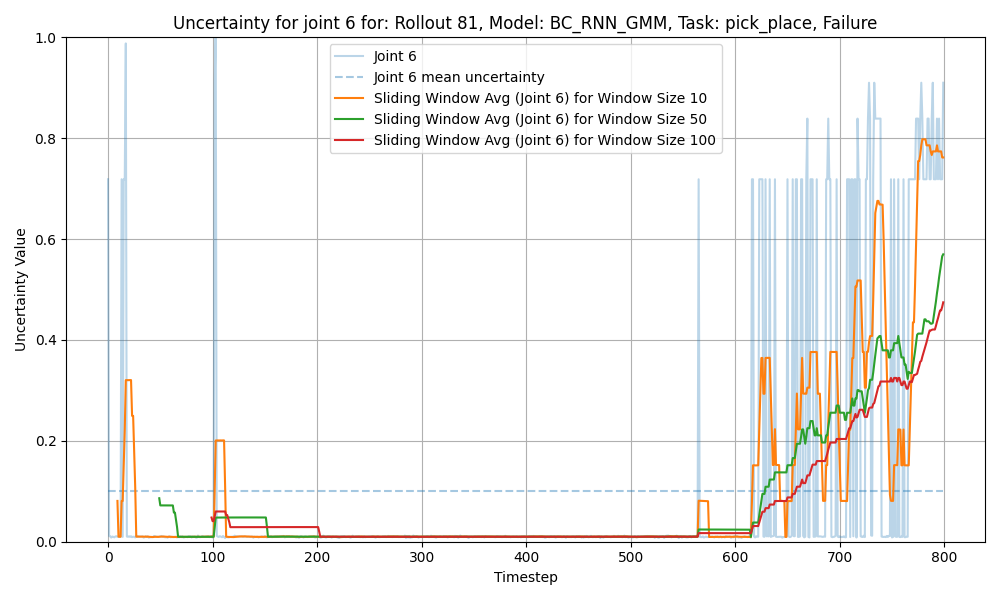 Uncertainty for joint 6 for: Rollout 81, Model: BC_RNN_GMM, Task: pick_place, Failure
Joint 6
Joint 6 mean uncertainty
Sliding Window Avg (Joint 6) for Window Size 10
Sliding Window Avg (Joint 6) for Window Size 50
Sliding Window Avg (Joint 6) for Window Size 100
Uncertainty Value
1.0
0.8
0.6
0.4
0.2
0.0
0 100 200 300 400 500 600 700 800
Timestep